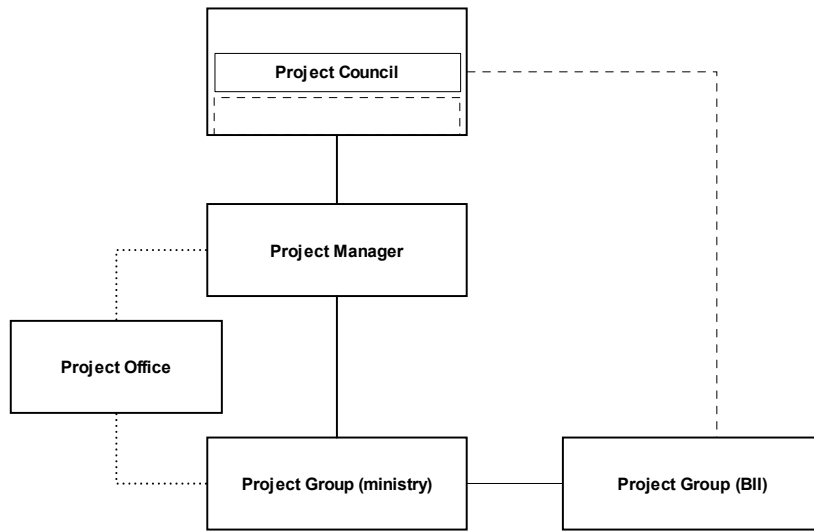 Project Council
Project Manager
Project Office
Project Group (ministry)
Project Group (BII)